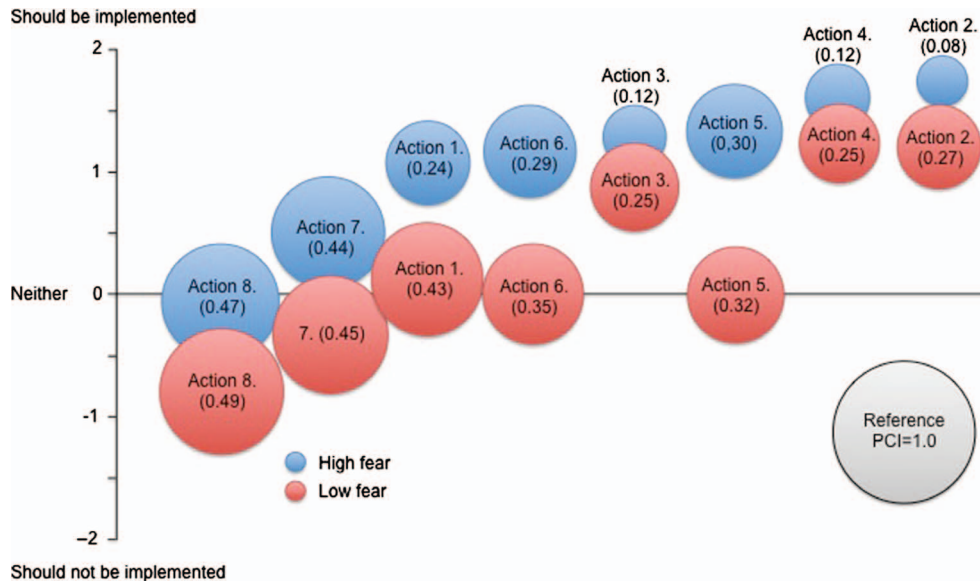 Should be implemented
2
Action 2.
(0.08)
Action 4.
(0.12)
Action 3.
(0.12)
Action 5.
(0,30)
Action 6.
(0.29)
Action 1.
(0.24)
Action 4.
(0.25)
Action 2.
(0.27)
1
Action 3.
(0.25)
Action 7.
(0.44)
Action 8.
(0.47)
Action 1.
(0.43)
Action 6.
(0.35)
Action 5.
(0.32)
Neither 0
7. (0.45)
Action 8.
(0.49)
-1
Reference
PCI=1.0
High fear
Low fear
–2
Should not be implemented